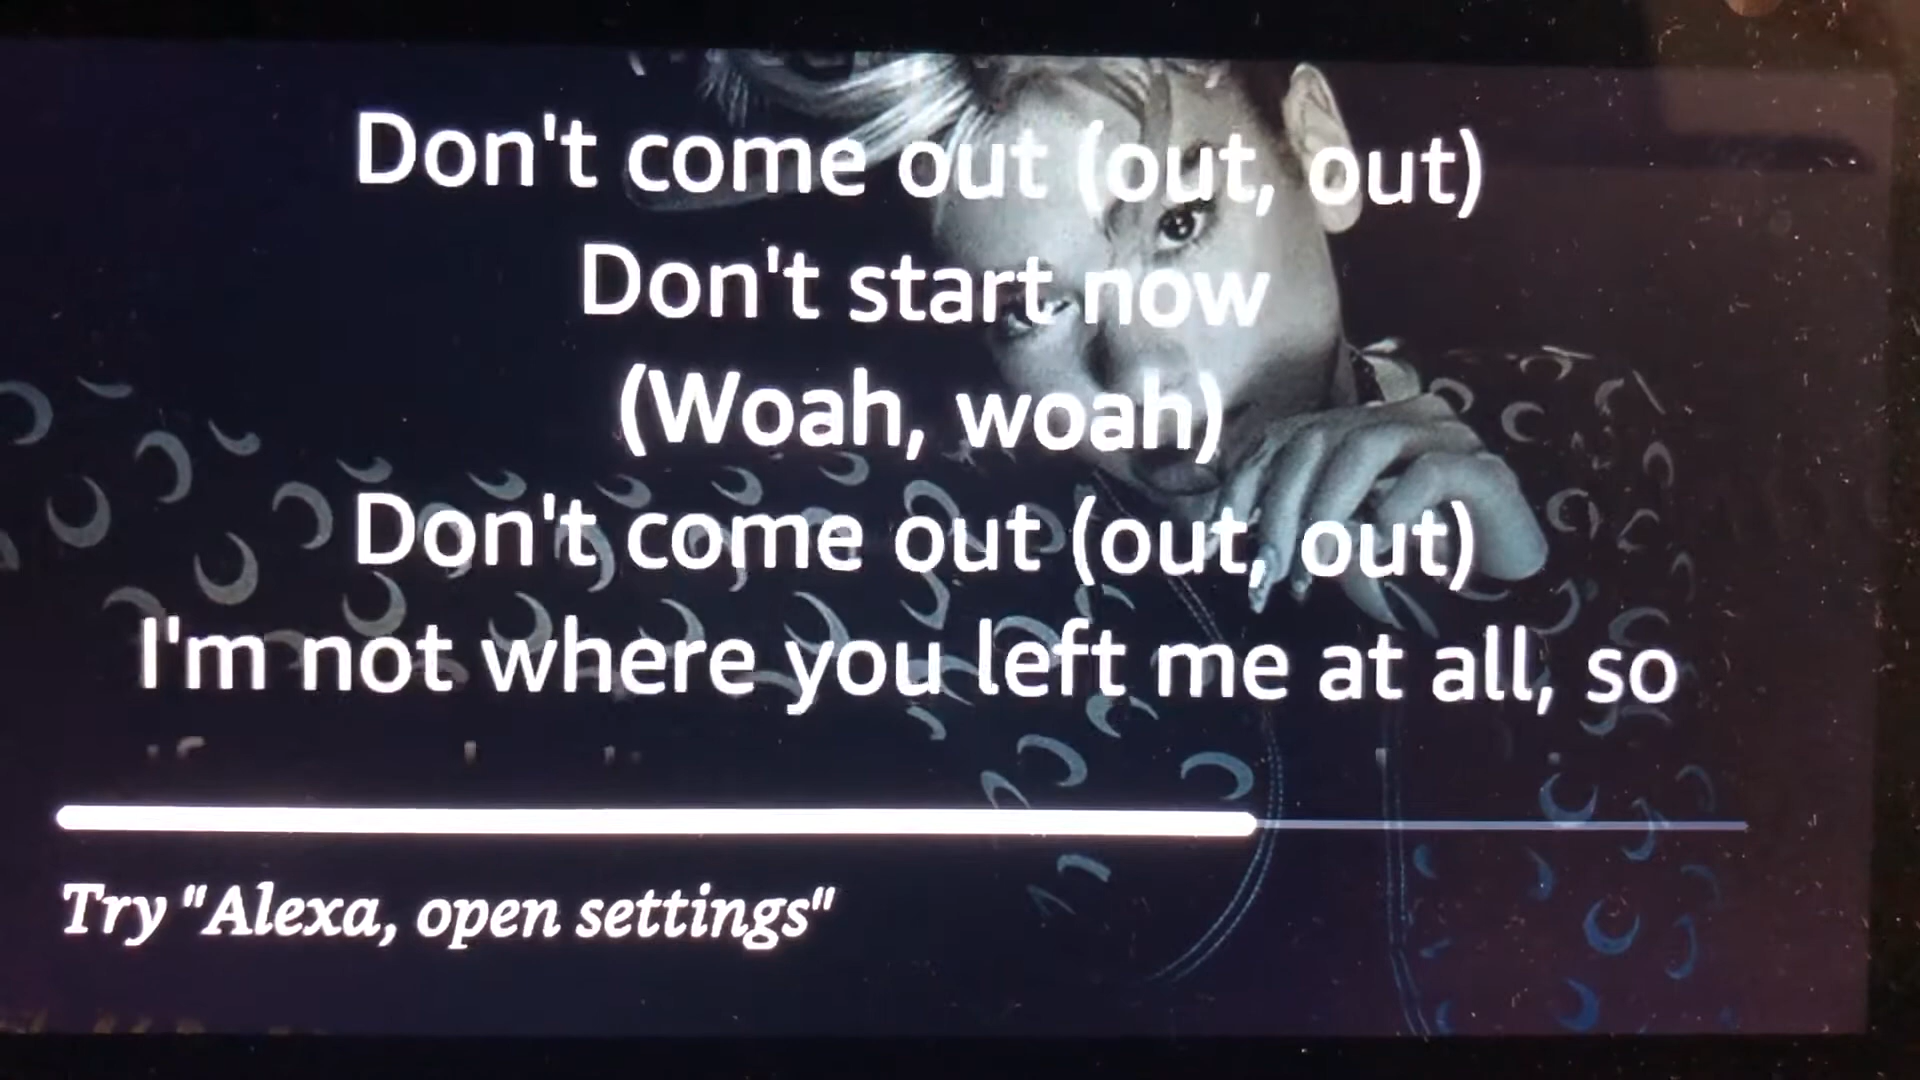 Don't come out (out, out)
Don't start now
(Woah, woah)
Don't come out (out, out)
I'm not where you left me at all, so
Try "Alexa, open settings"